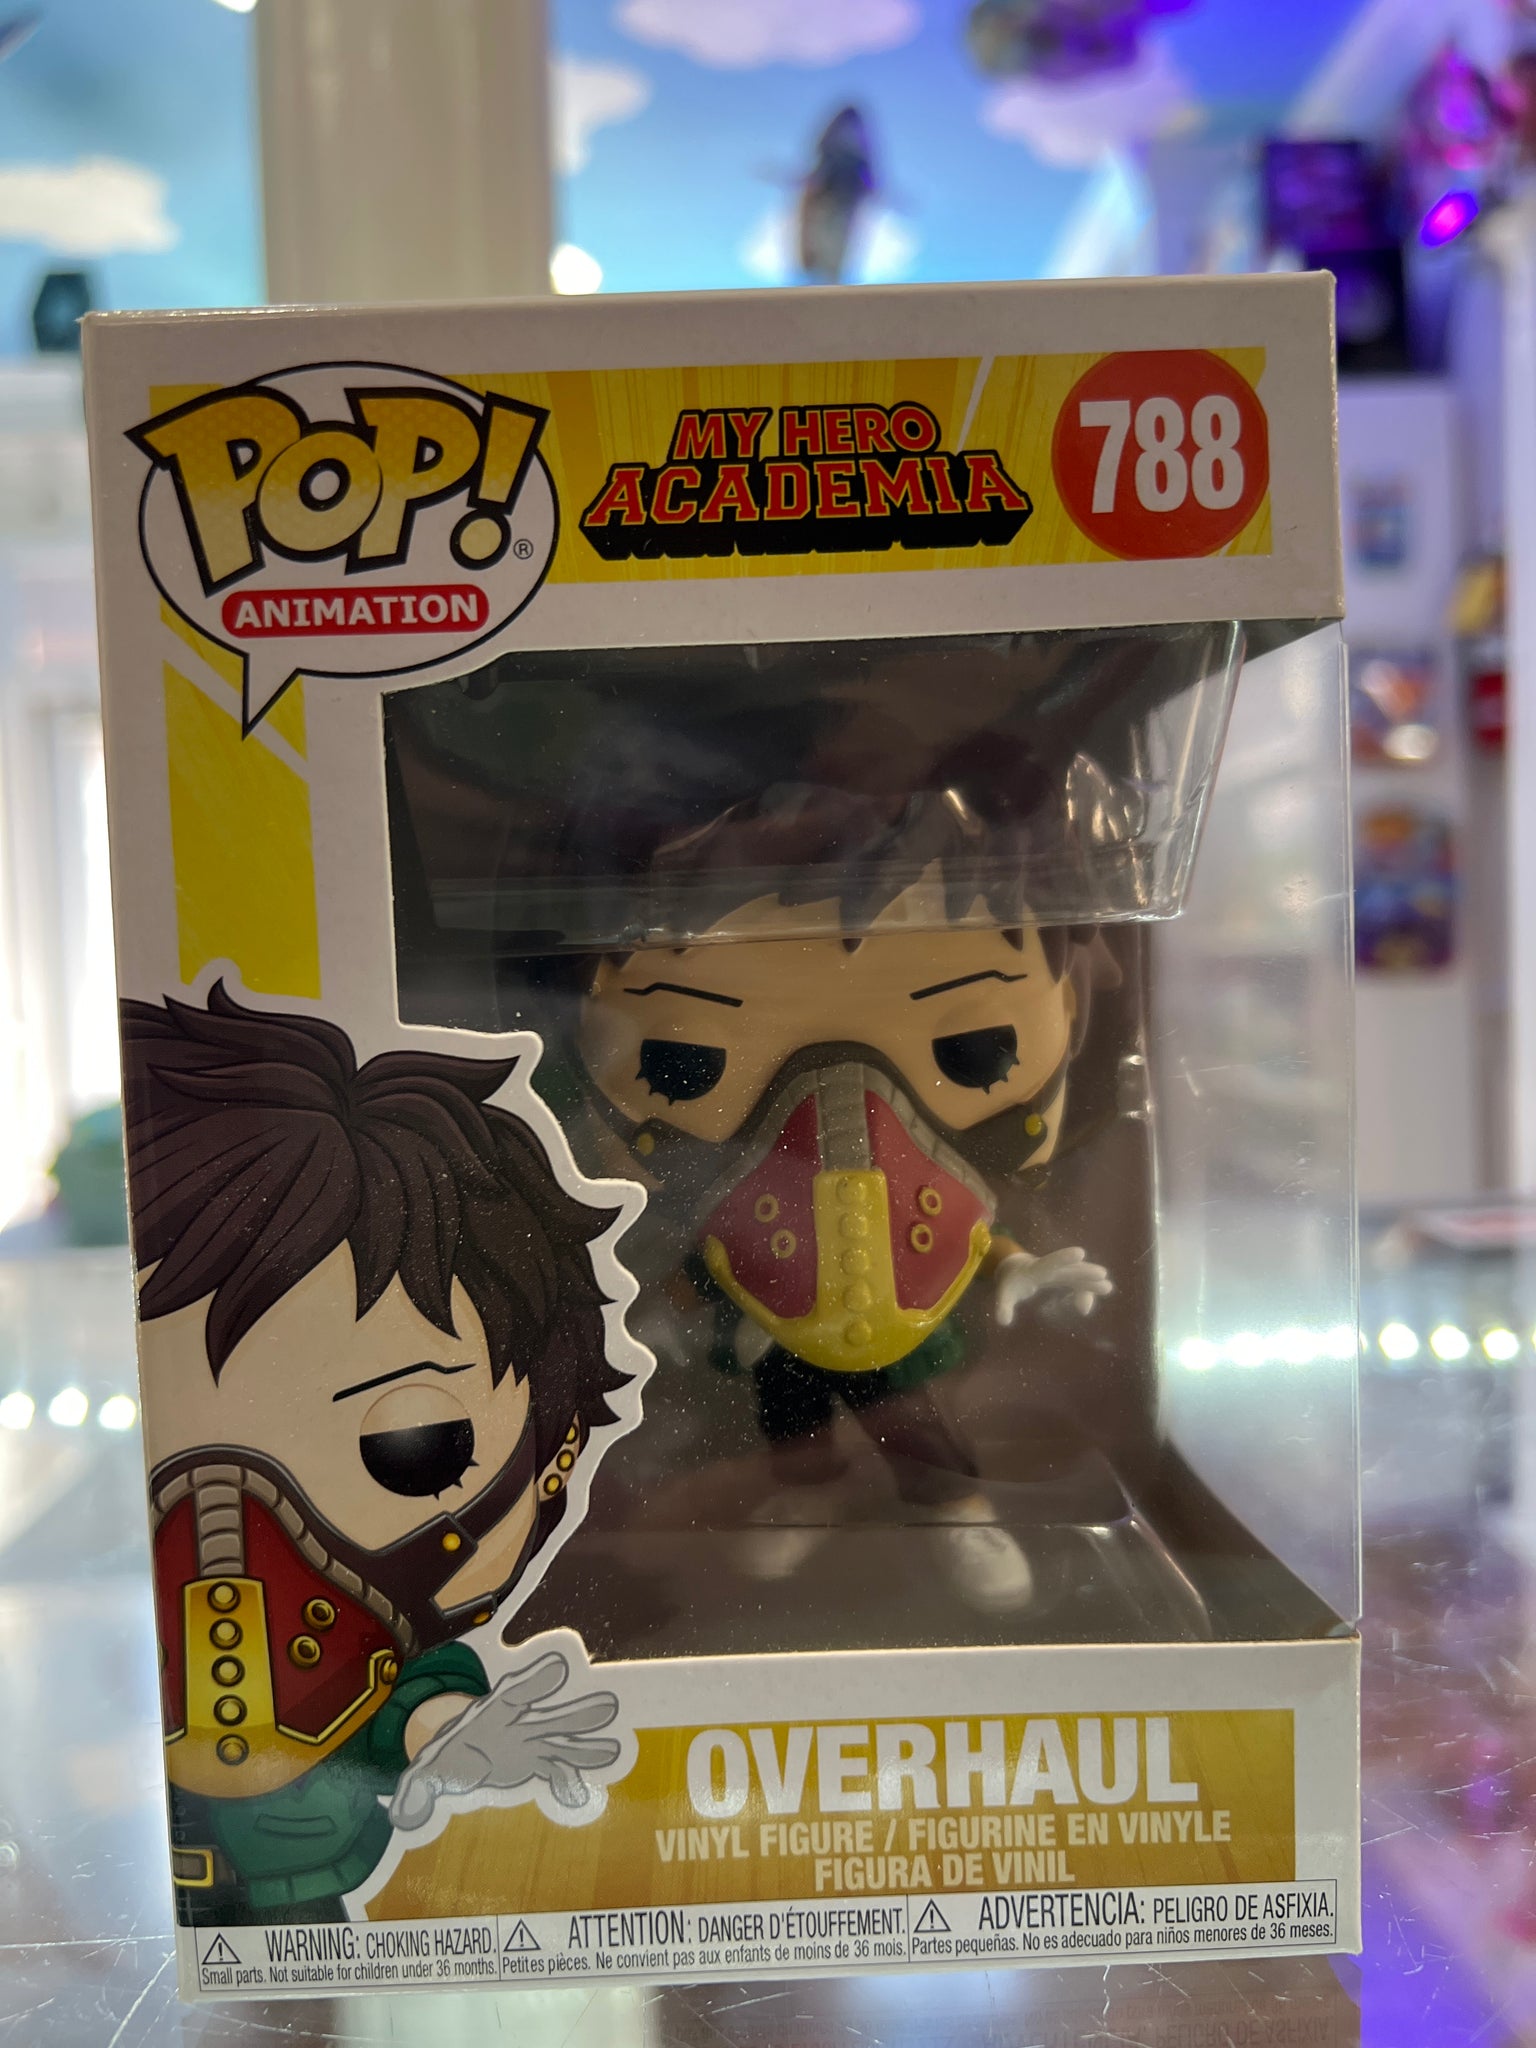 POP!®
ANIMATION
MY HERO
ACADEMIA
788
OVERHAUL
VINYL FIGURE / FIGURINE EN VINYLE
FIGURA DE VINIL
WARNING: CHOKING HAZARD.
Small parts. Not suitable for children under 36 months.
ATTENTION: DANGER D'ÉTOUFFEMENT.
Petites pièces. Ne convient pas aux enfants de moins de 36 mois.
ADVERTENCIA: PELIGRO DE ASFIXIA.
Partes pequeñas. No es adecuado para niños menores de 36 meses.